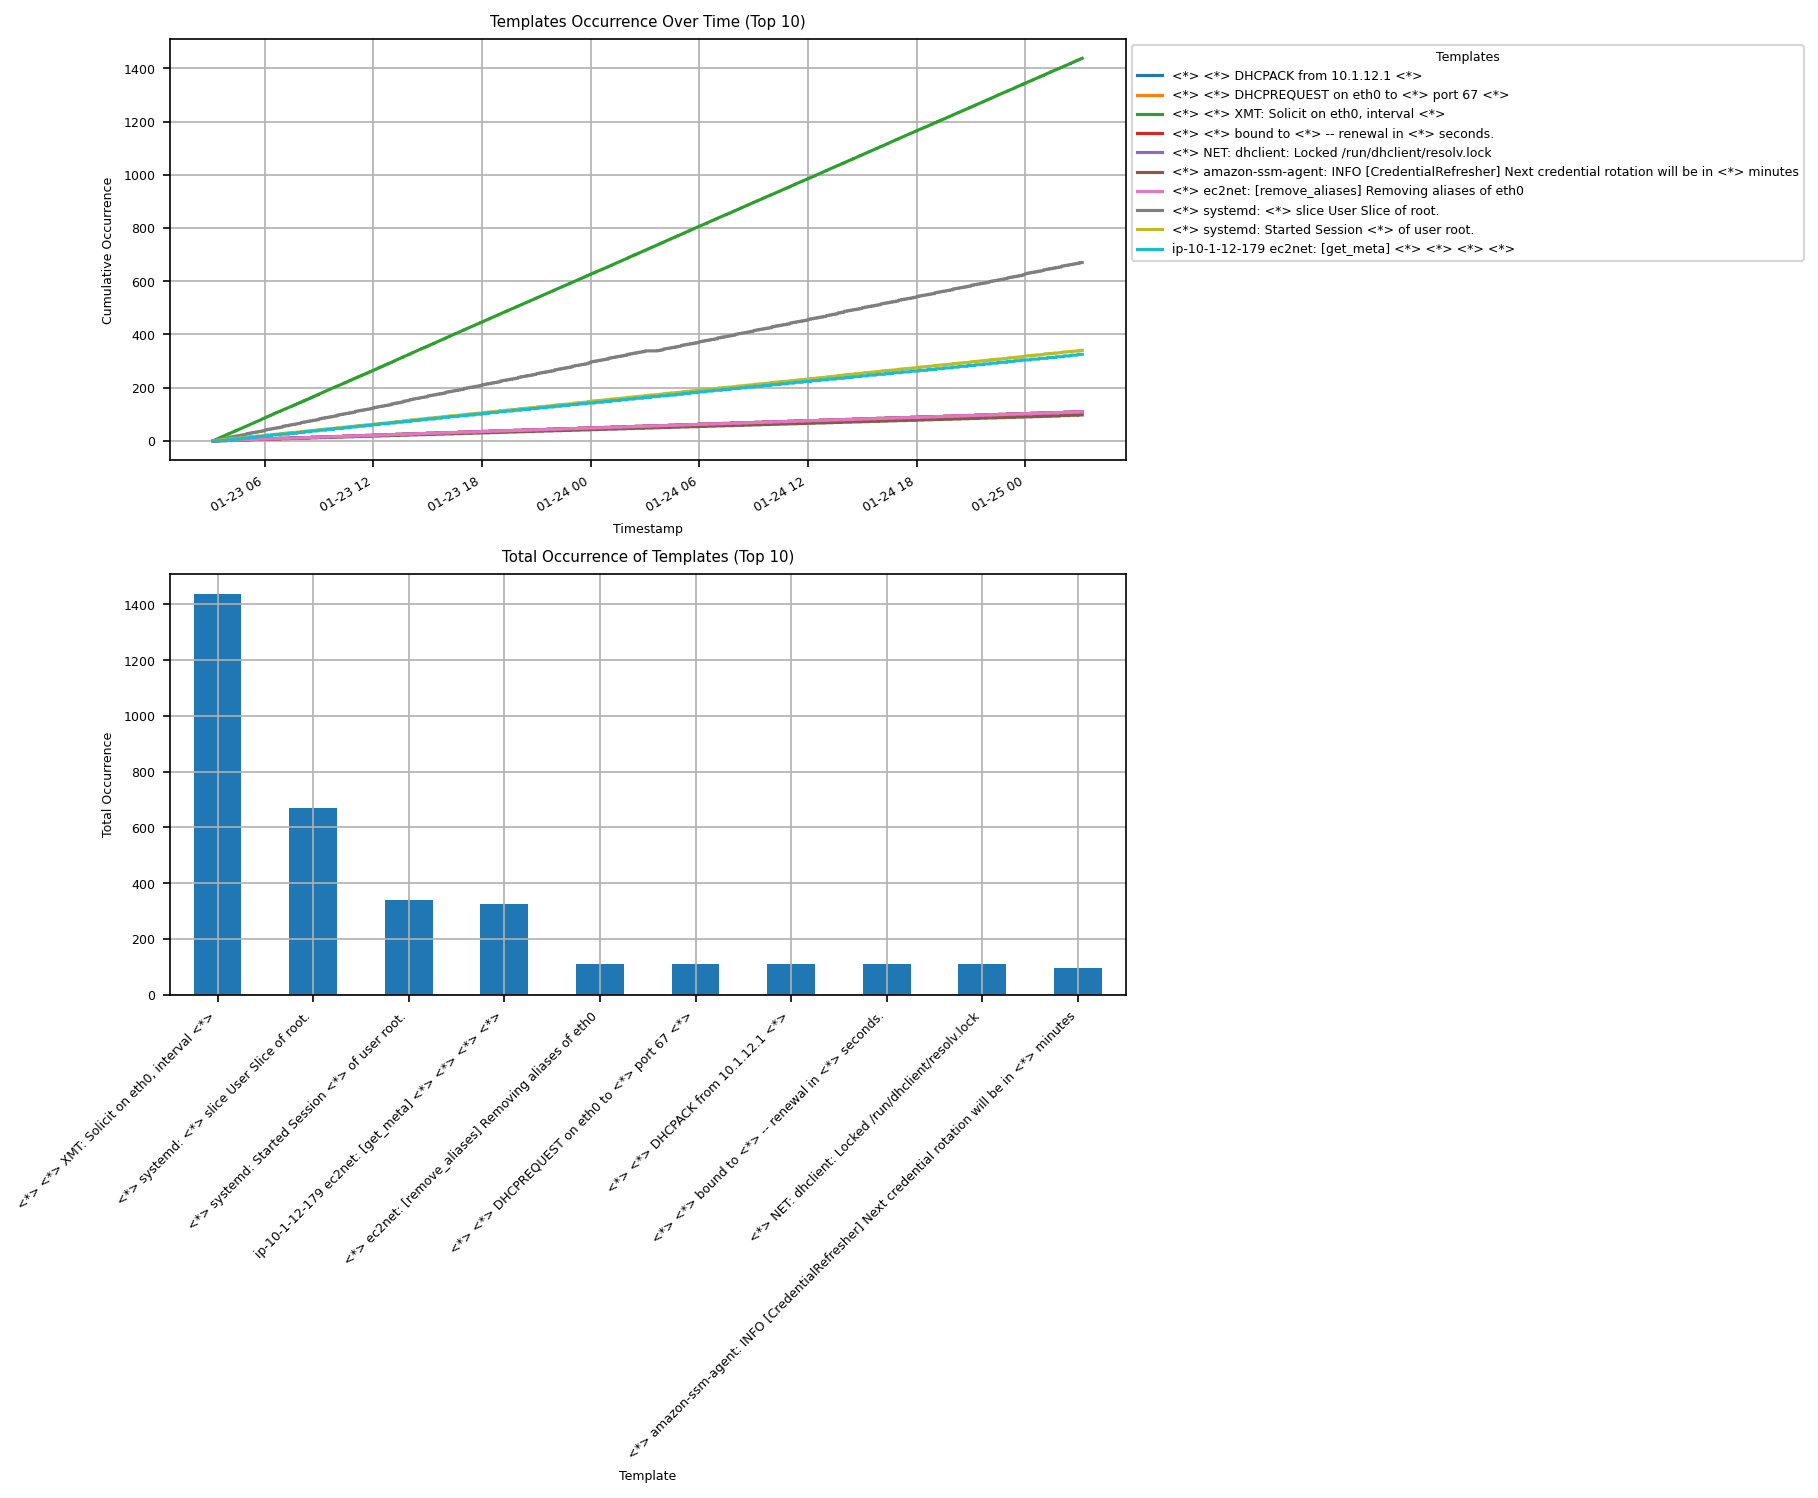 Templates Occurrence Over Time (Top 10)
1400
1200
1000
800
600
400
200
0
Cumulative Occurrence
01-23 06
01-23 12
01-23 18
01-24 00
01-24 06
01-24 12
01-24 18
01-25 00
Timestamp
Templates
<*> <*> DHCPACK from 10.1.12.1 <*>
<*> <*> DHCPREQUEST on eth0 to <*> port 67 <*>
<*> <*> XMT: Solicit on eth0, interval <*>
<*> <*> bound to <*> -- renewal in <*> seconds.
<*> NET: dhclient: Locked /run/dhclient/resolv.lock
<*> amazon-ssm-agent: INFO [CredentialRefresher] Next credential rotation will be in <*> minutes
<*> ec2net: [remove_aliases] Removing aliases of eth0
<*> systemd: <*> slice User Slice of root.
<*> systemd: Started Session <*> of user root.
ip-10-1-12-179 ec2net: [get_meta] <*> <*> <*> <*>
Total Occurrence of Templates (Top 10)
1400
1200
1000
800
600
400
200
0
Total Occurrence
<*> <*> XMT: Solicit on eth0, interval <*>
<*> systemd: <*> slice User Slice of root.
<*> systemd: Started Session <*> of user root.
ip-10-1-12-179 ec2net: [get_meta] <*> <*> <*> <*>
<*> ec2net: [remove_aliases] Removing aliases of eth0
<*> <*> DHCPREQUEST on eth0 to <*> port 67 <*>
<*> <*> DHCPACK from 10.1.12.1 <*>
<*> <*> bound to <*> -- renewal in <*> seconds.
<*> NET: dhclient: Locked /run/dhclient/resolv.lock
<*> amazon-ssm-agent: INFO [CredentialRefresher] Next credential rotation will be in <*> minutes
Template